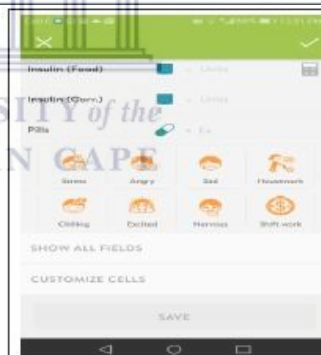 Insulin (Food) Units
Insulin (Corr.) Units
SITY of the
Pills Ea
N CAPE
Stress Angry Sad Housework
Chilling Excited Nervous Shift work
SHOW ALL FIELDS
CUSTOMIZE CELLS
SAVE